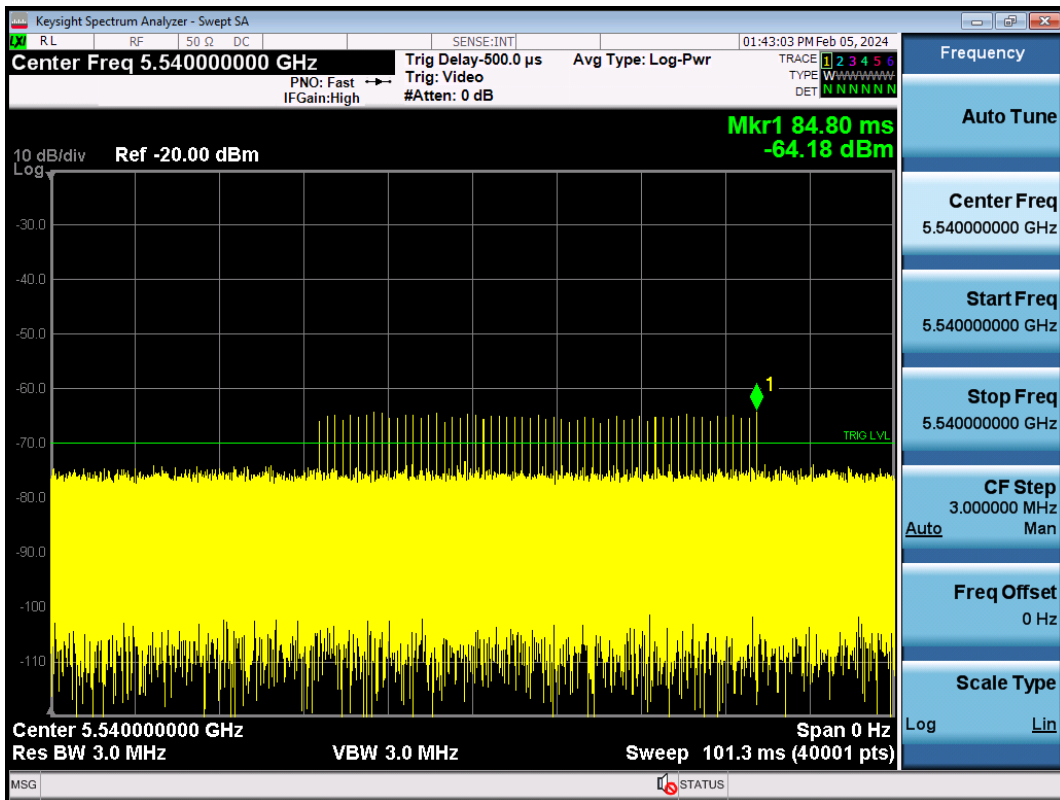 Keysight Spectrum Analyzer - Swept SA
LXI RL RF 50 Ω DC SENSE:INT 01:43:03 PM Feb 05, 2024
Center Freq 5.540000000 GHz
PNO: Fast
IFGain:High
Trig Delay-500.0 µs
Trig: Video
#Atten: 0 dB
Avg Type: Log-Pwr
TRACE 1 2 3 4 5 6
TYPE WWWWWW
DET N N N N N N
Mkr1 84.80 ms
-64.18 dBm
10 dB/div Ref -20.00 dBm
Log
-30.0
-40.0
-50.0
-60.0
1
-70.0
TRIG LVL
-80.0
-90.0
-100
-110
Center 5.540000000 GHz Span 0 Hz
Res BW 3.0 MHz VBW 3.0 MHz Sweep 101.3 ms (40001 pts)
MSG STATUS
Frequency
Auto Tune
Center Freq
5.540000000 GHz
Start Freq
5.540000000 GHz
Stop Freq
5.540000000 GHz
CF Step
3.000000 MHz
Auto Man
Freq Offset
0 Hz
Scale Type
Log Lin